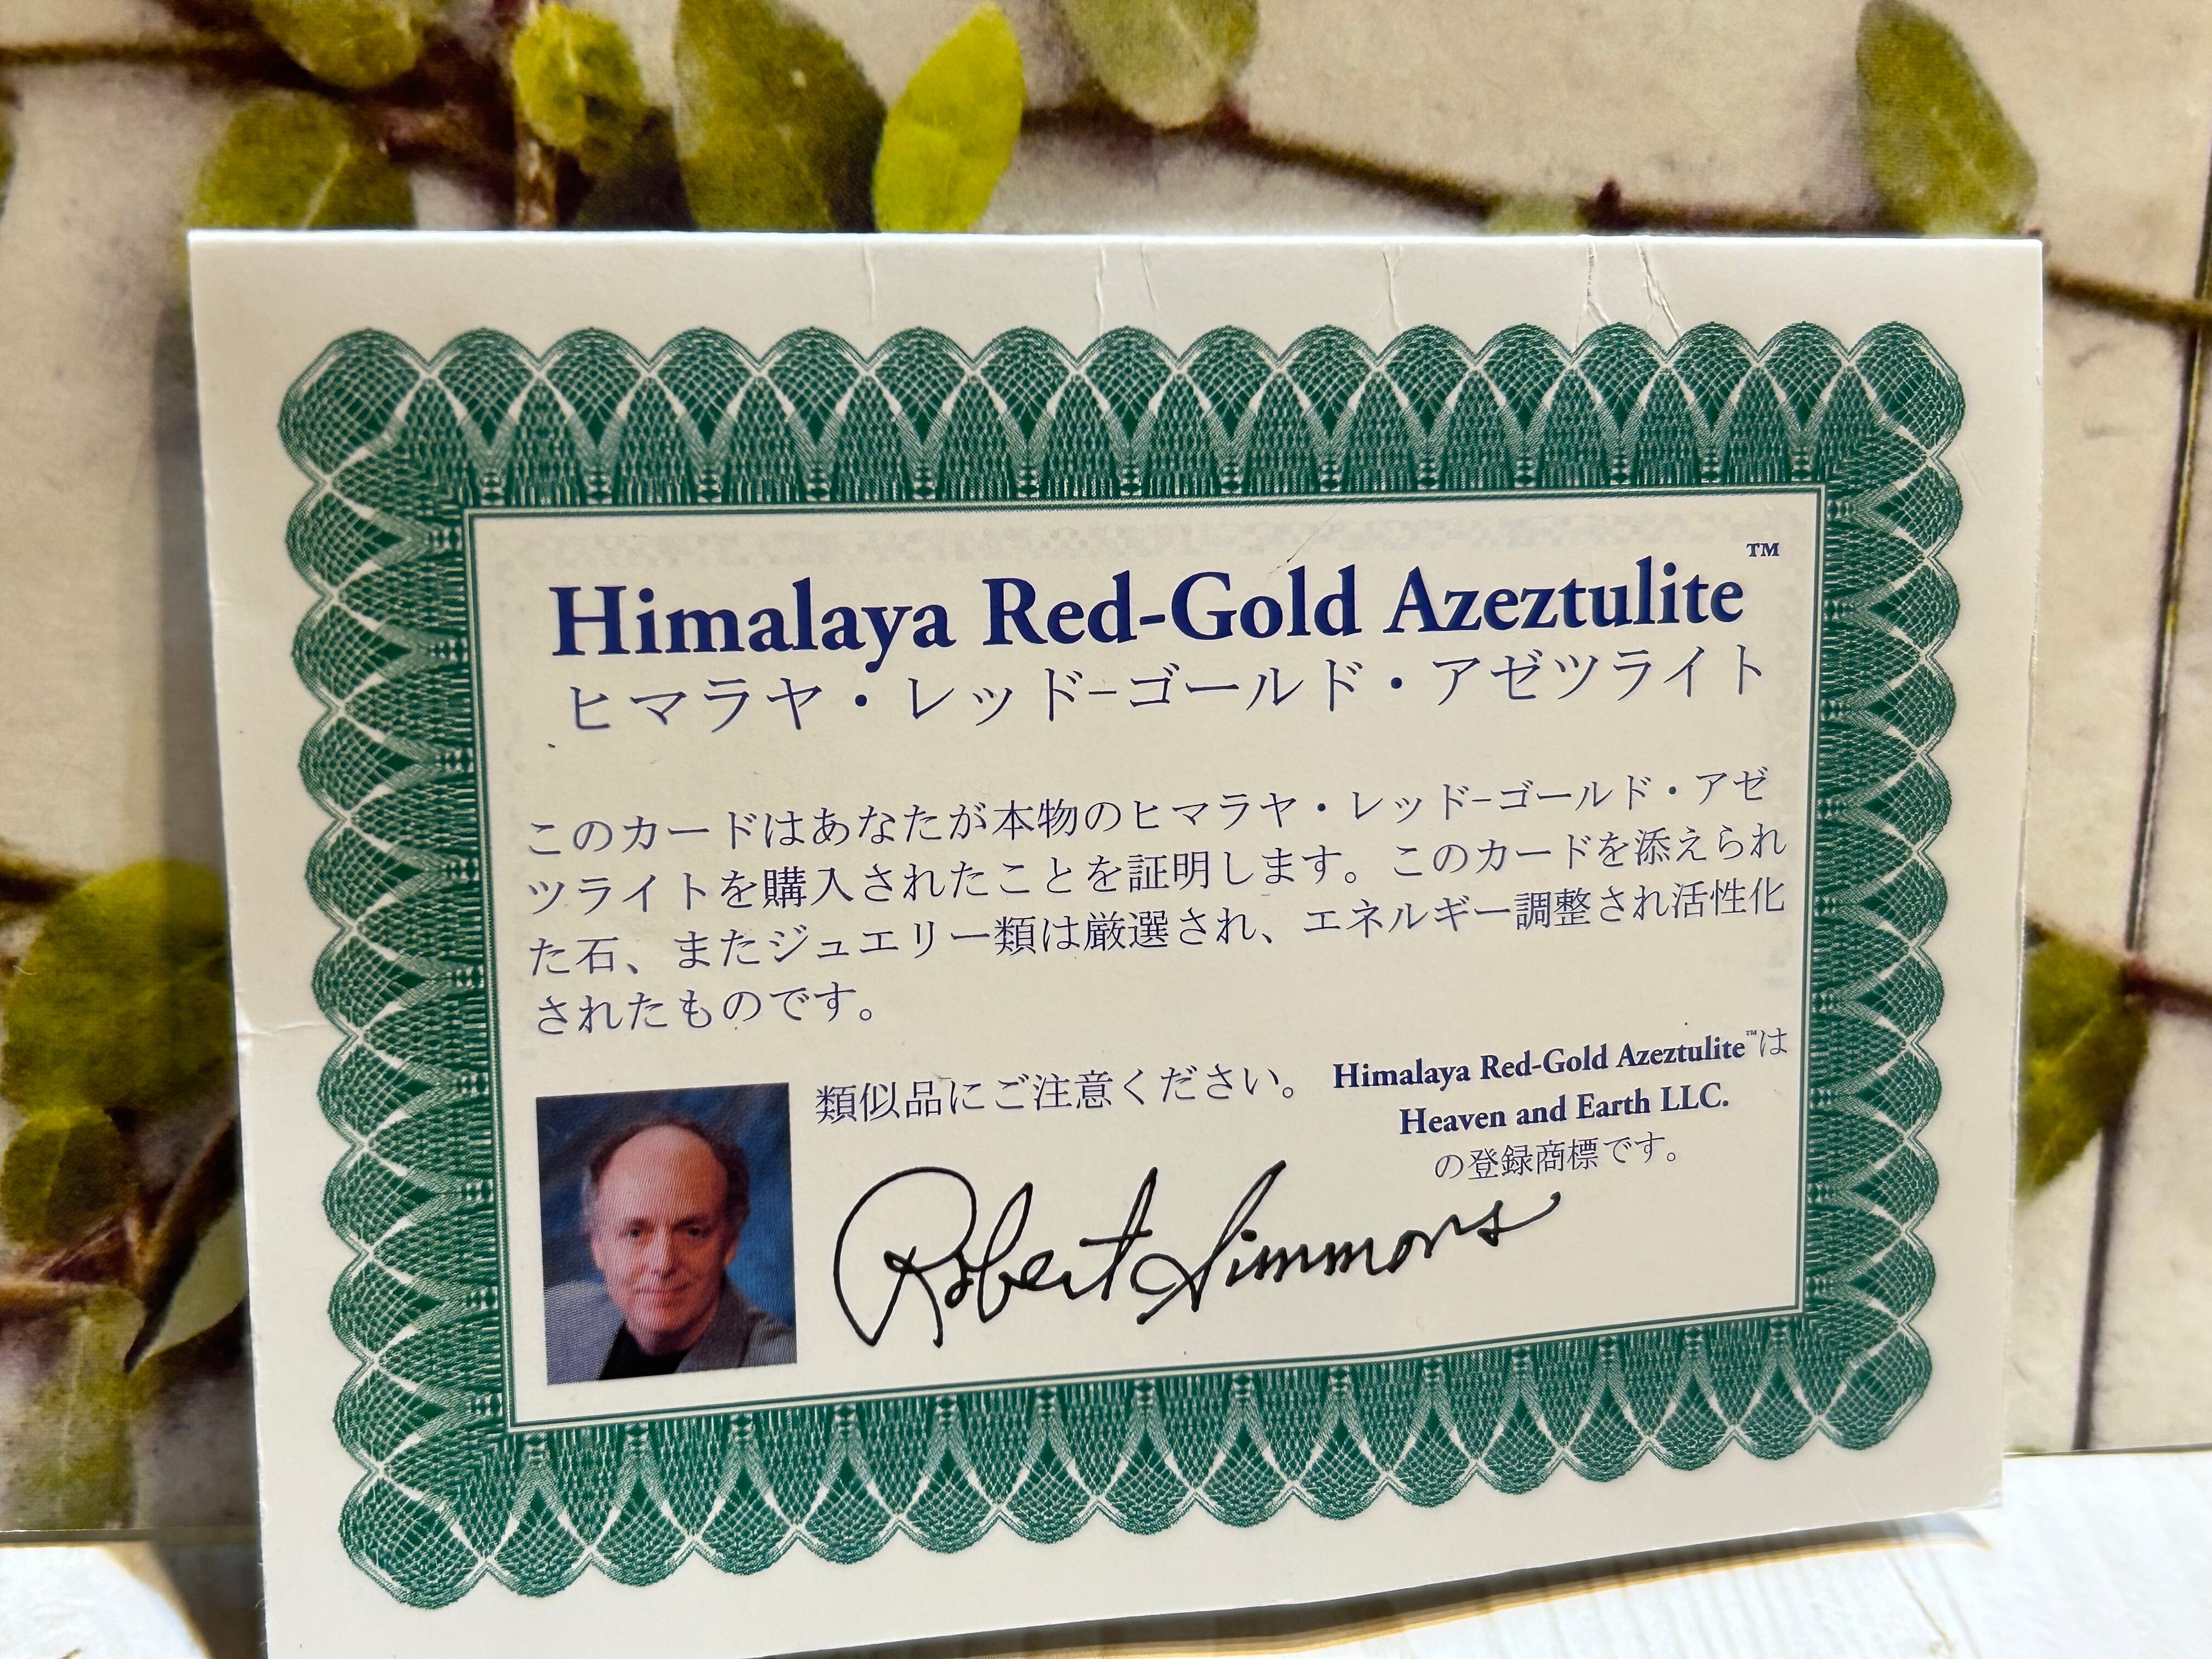 Himalaya Red-Gold Azeztulite™
ヒマラヤ・レッド-ゴールド・アゼツライト
このカードはあなたが本物のヒマラヤ・レッド-ゴールド・アゼ
ツライトを購入されたことを証明します。このカードを添えられ
た石、またジュエリー類は厳選され、エネルギー調整され活性化
されたものです。
類似品にご注意ください。
Himalaya Red-Gold Azeztulite™は
Heaven and Earth LLC.
の登録商標です。
Robert Simmons